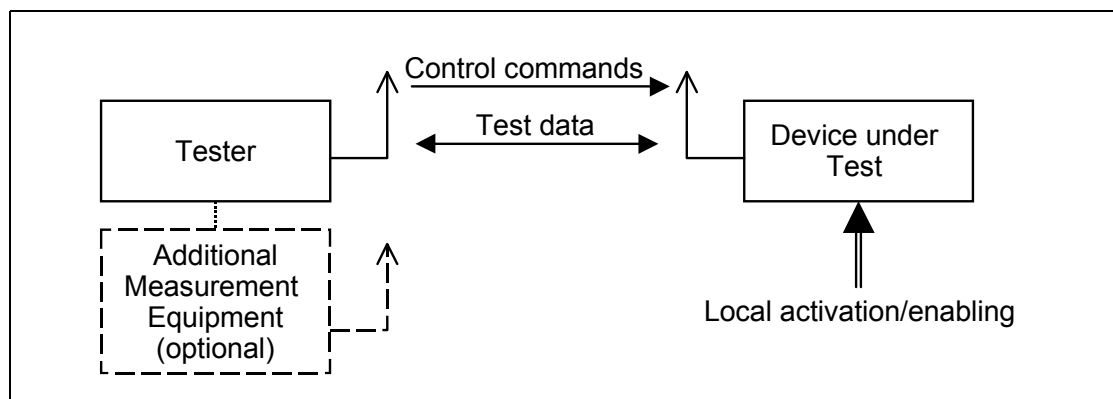 Control commands
Test data
Tester
Device under
Test
Additional
Measurement
Equipment
(optional)
Local activation/enabling